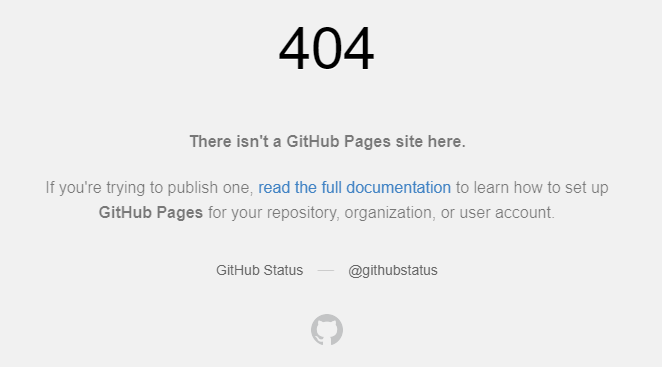 404
There isn't a GitHub Pages site here.
If you're trying to publish one, read the full documentation to learn how to set up
GitHub Pages for your repository, organization, or user account.
GitHub Status — @githubstatus